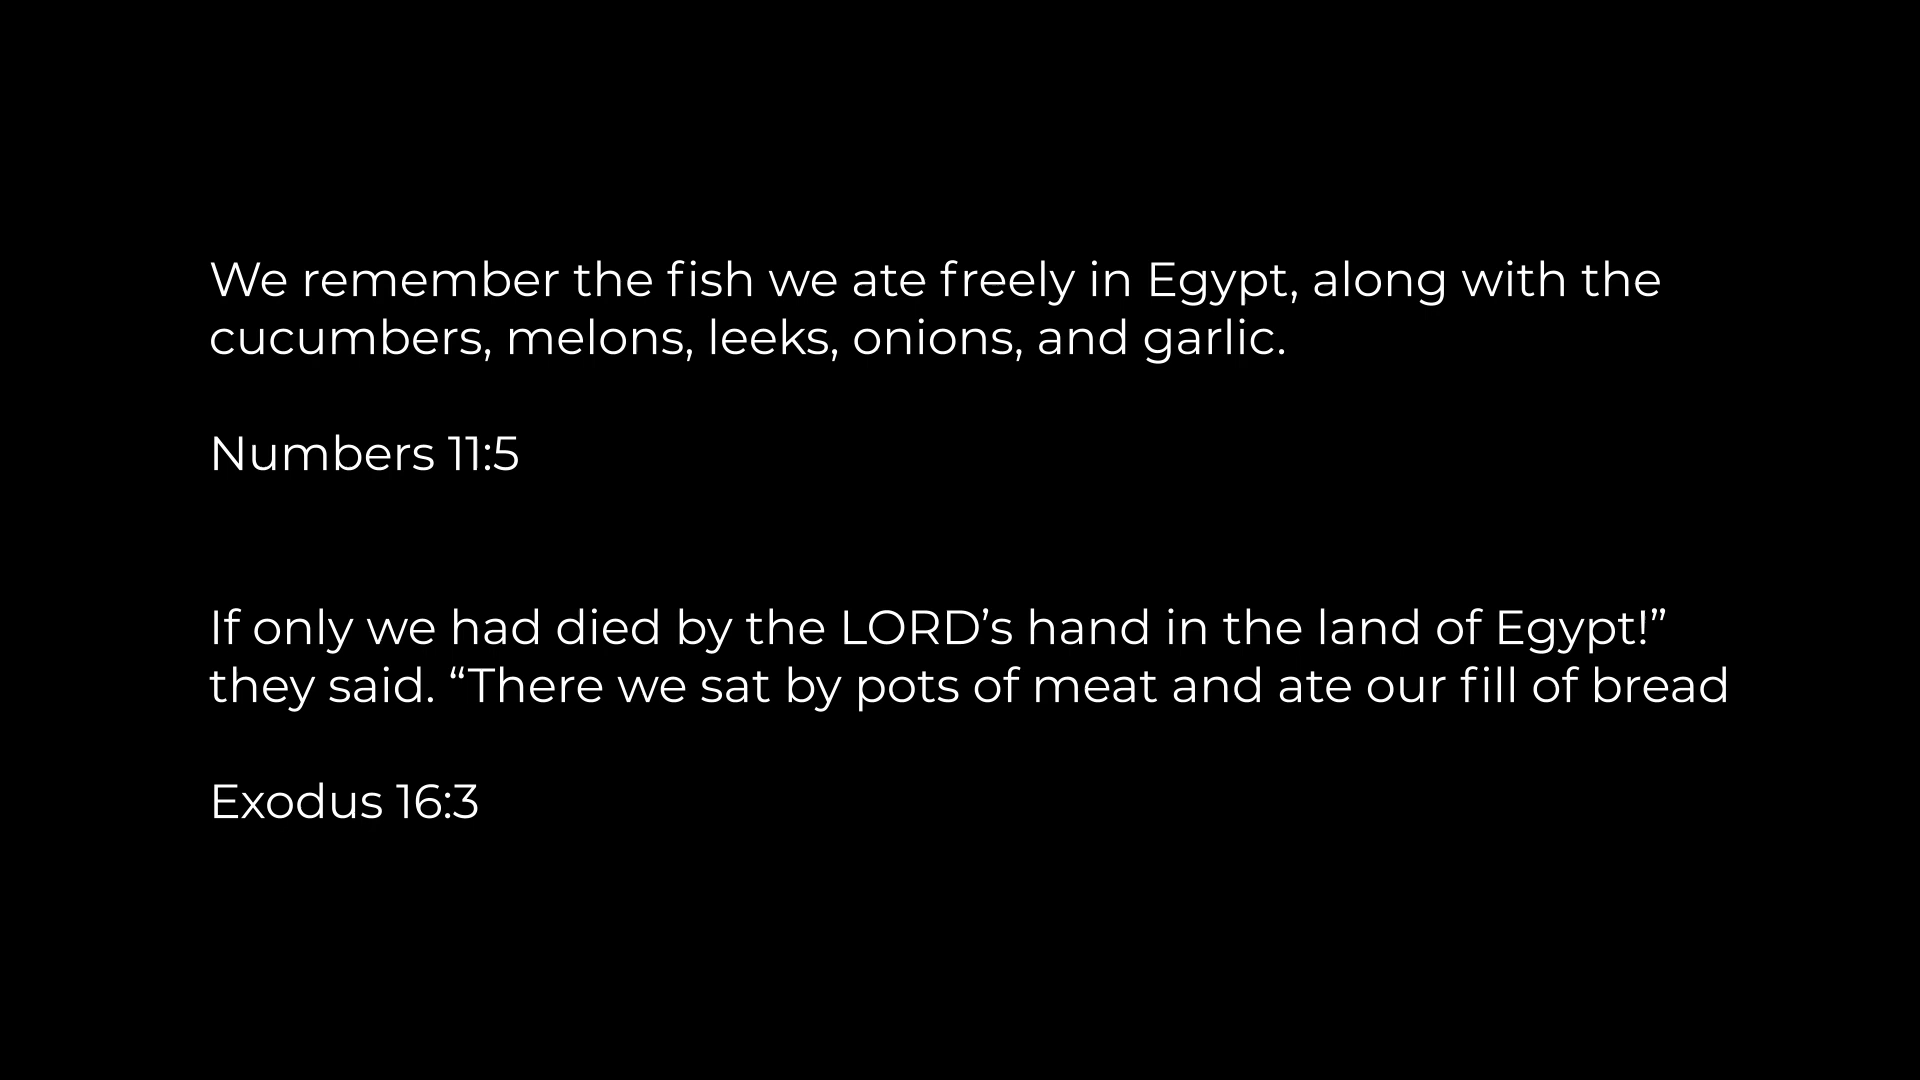 We remember the fish we ate freely in Egypt, along with the
cucumbers, melons, leeks, onions, and garlic.
Numbers 11:5
If only we had died by the LORD’s hand in the land of Egypt!”
they said. “There we sat by pots of meat and ate our fill of bread
Exodus 16:3